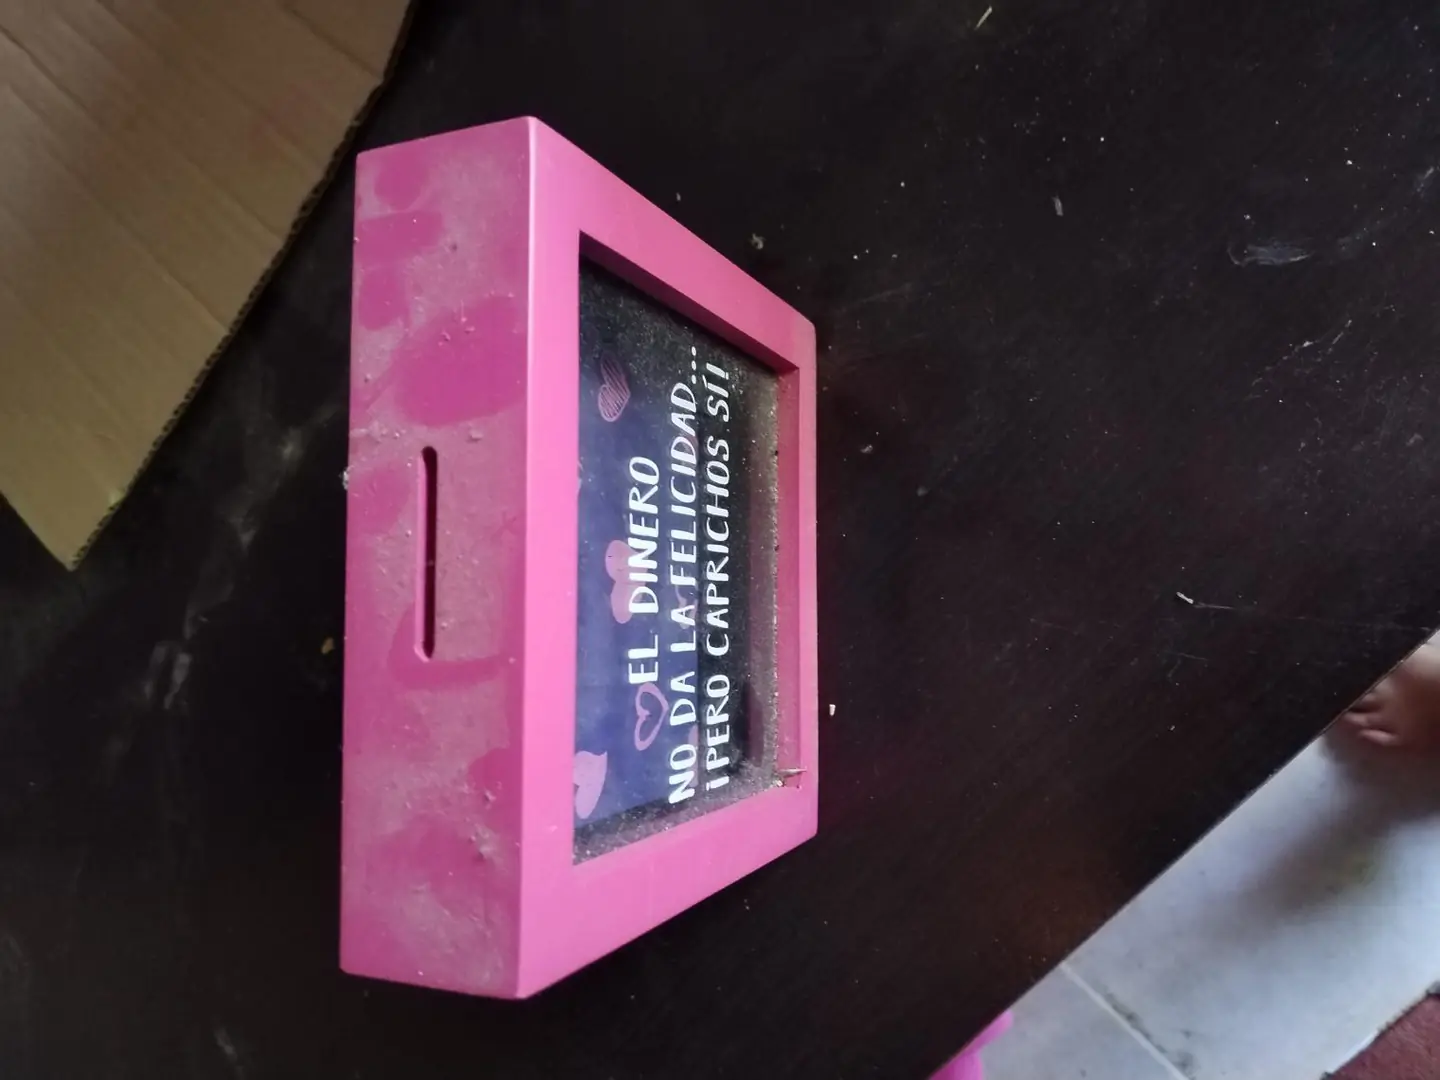 EL DINERO
NO DA LA FELICIDAD...
¡PERO CAPRICHOS SÍ!